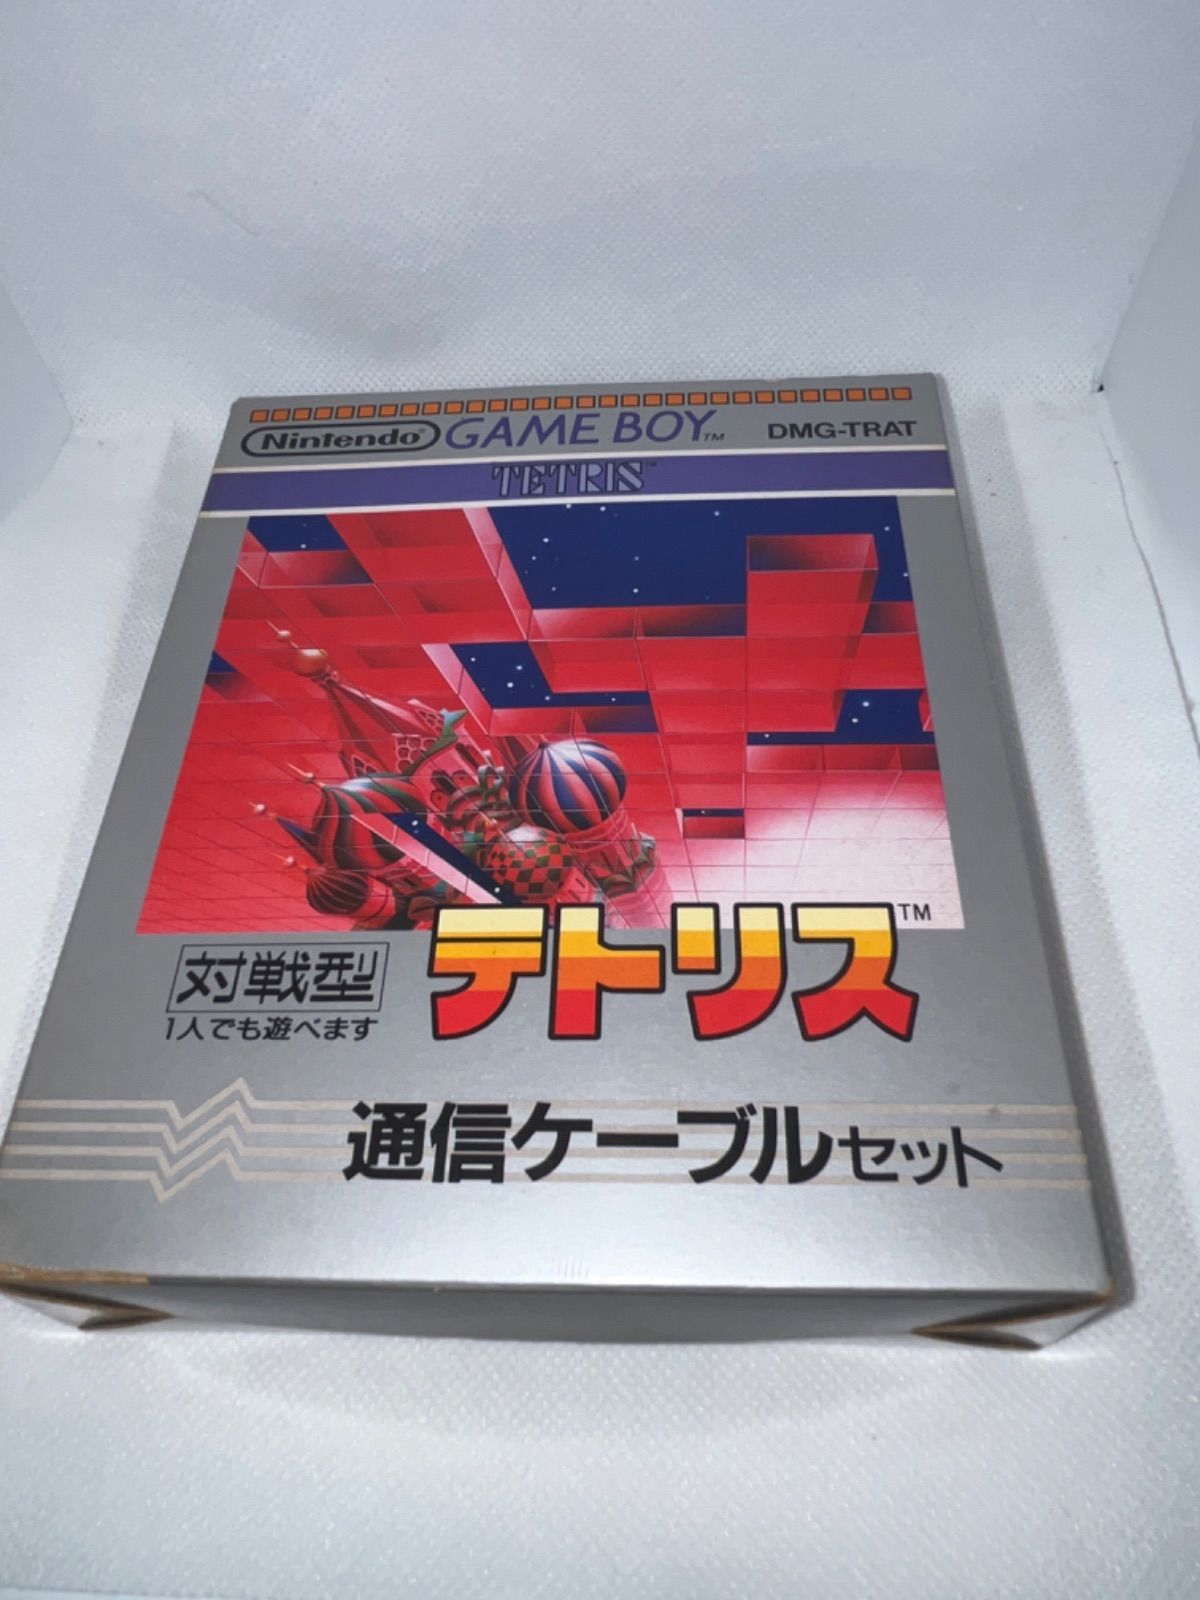 Nintendo® GAME BOY™ DMG-TRAT
TETRIS™
テトリス™
対戦型
1人でも遊べます
通信ケーブルセット